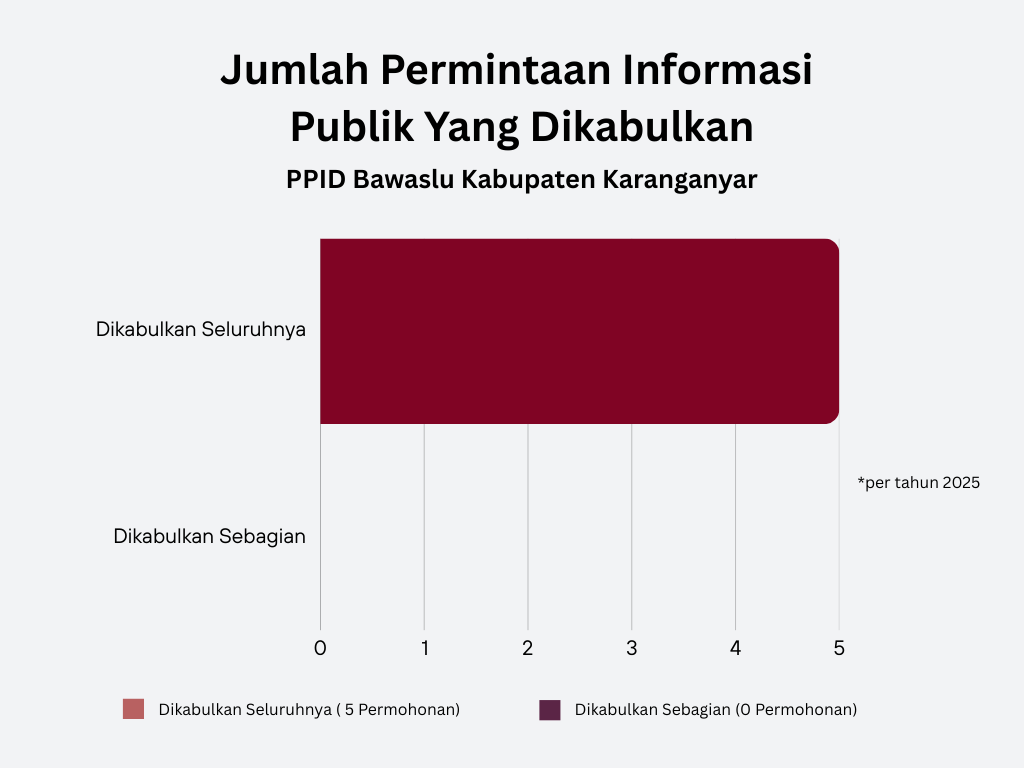 Jumlah Permintaan Informasi
Publik Yang Dikabulkan
PPID Bawaslu Kabupaten Karanganyar
Dikabulkan Seluruhnya
*per tahun 2025
Dikabulkan Sebagian
0 1 2 3 4 5
Dikabulkan Seluruhnya ( 5 Permohonan) Dikabulkan Sebagian (0 Permohonan)